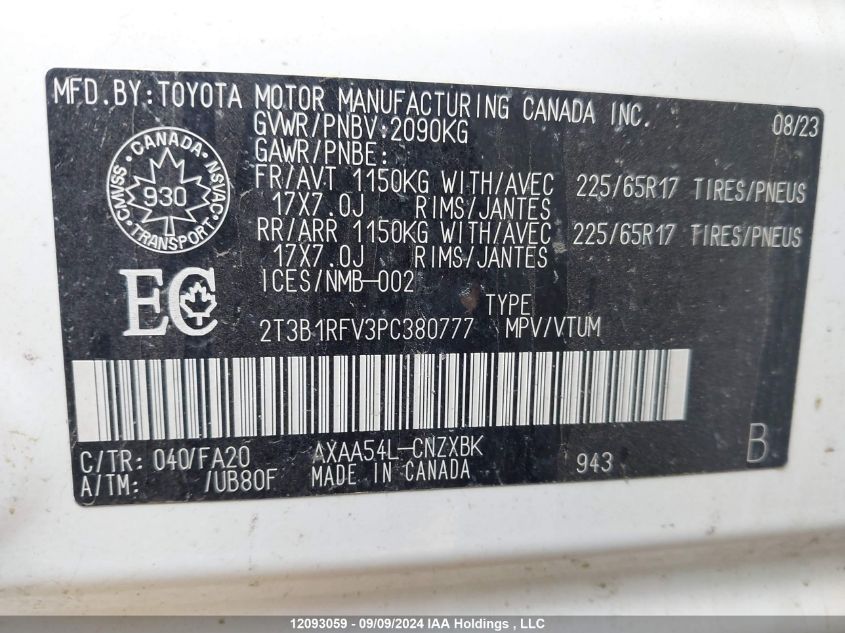 MFD.BY:TOYOTA MOTOR MANUFACTURING CANADA INC. 08/23
GVWR/PNBV:2090KG
GAWR/PNBE:
FR/AVT 1150KG WITH/AVEC 225/65R17 TIRES/PNEUS
17X7.0J RIMS/JANTES
RR/ARR 1150KG WITH/AVEC 225/65R17 TIRES/PNEUS
17X7.0J RIMS/JANTES
ICES/NMB-002
CANADA
CMVSS 930 NSVAC
TRANSPORT
EC
TYPE
2T3B1RFV3PC380777 MPV/VTUM
C/TR: 040/FA20 AXAA54L-CNZXBK B
A/TM: /UB80F MADE IN CANADA 943
12093059 - 09/09/2024 IAA Holdings , LLC